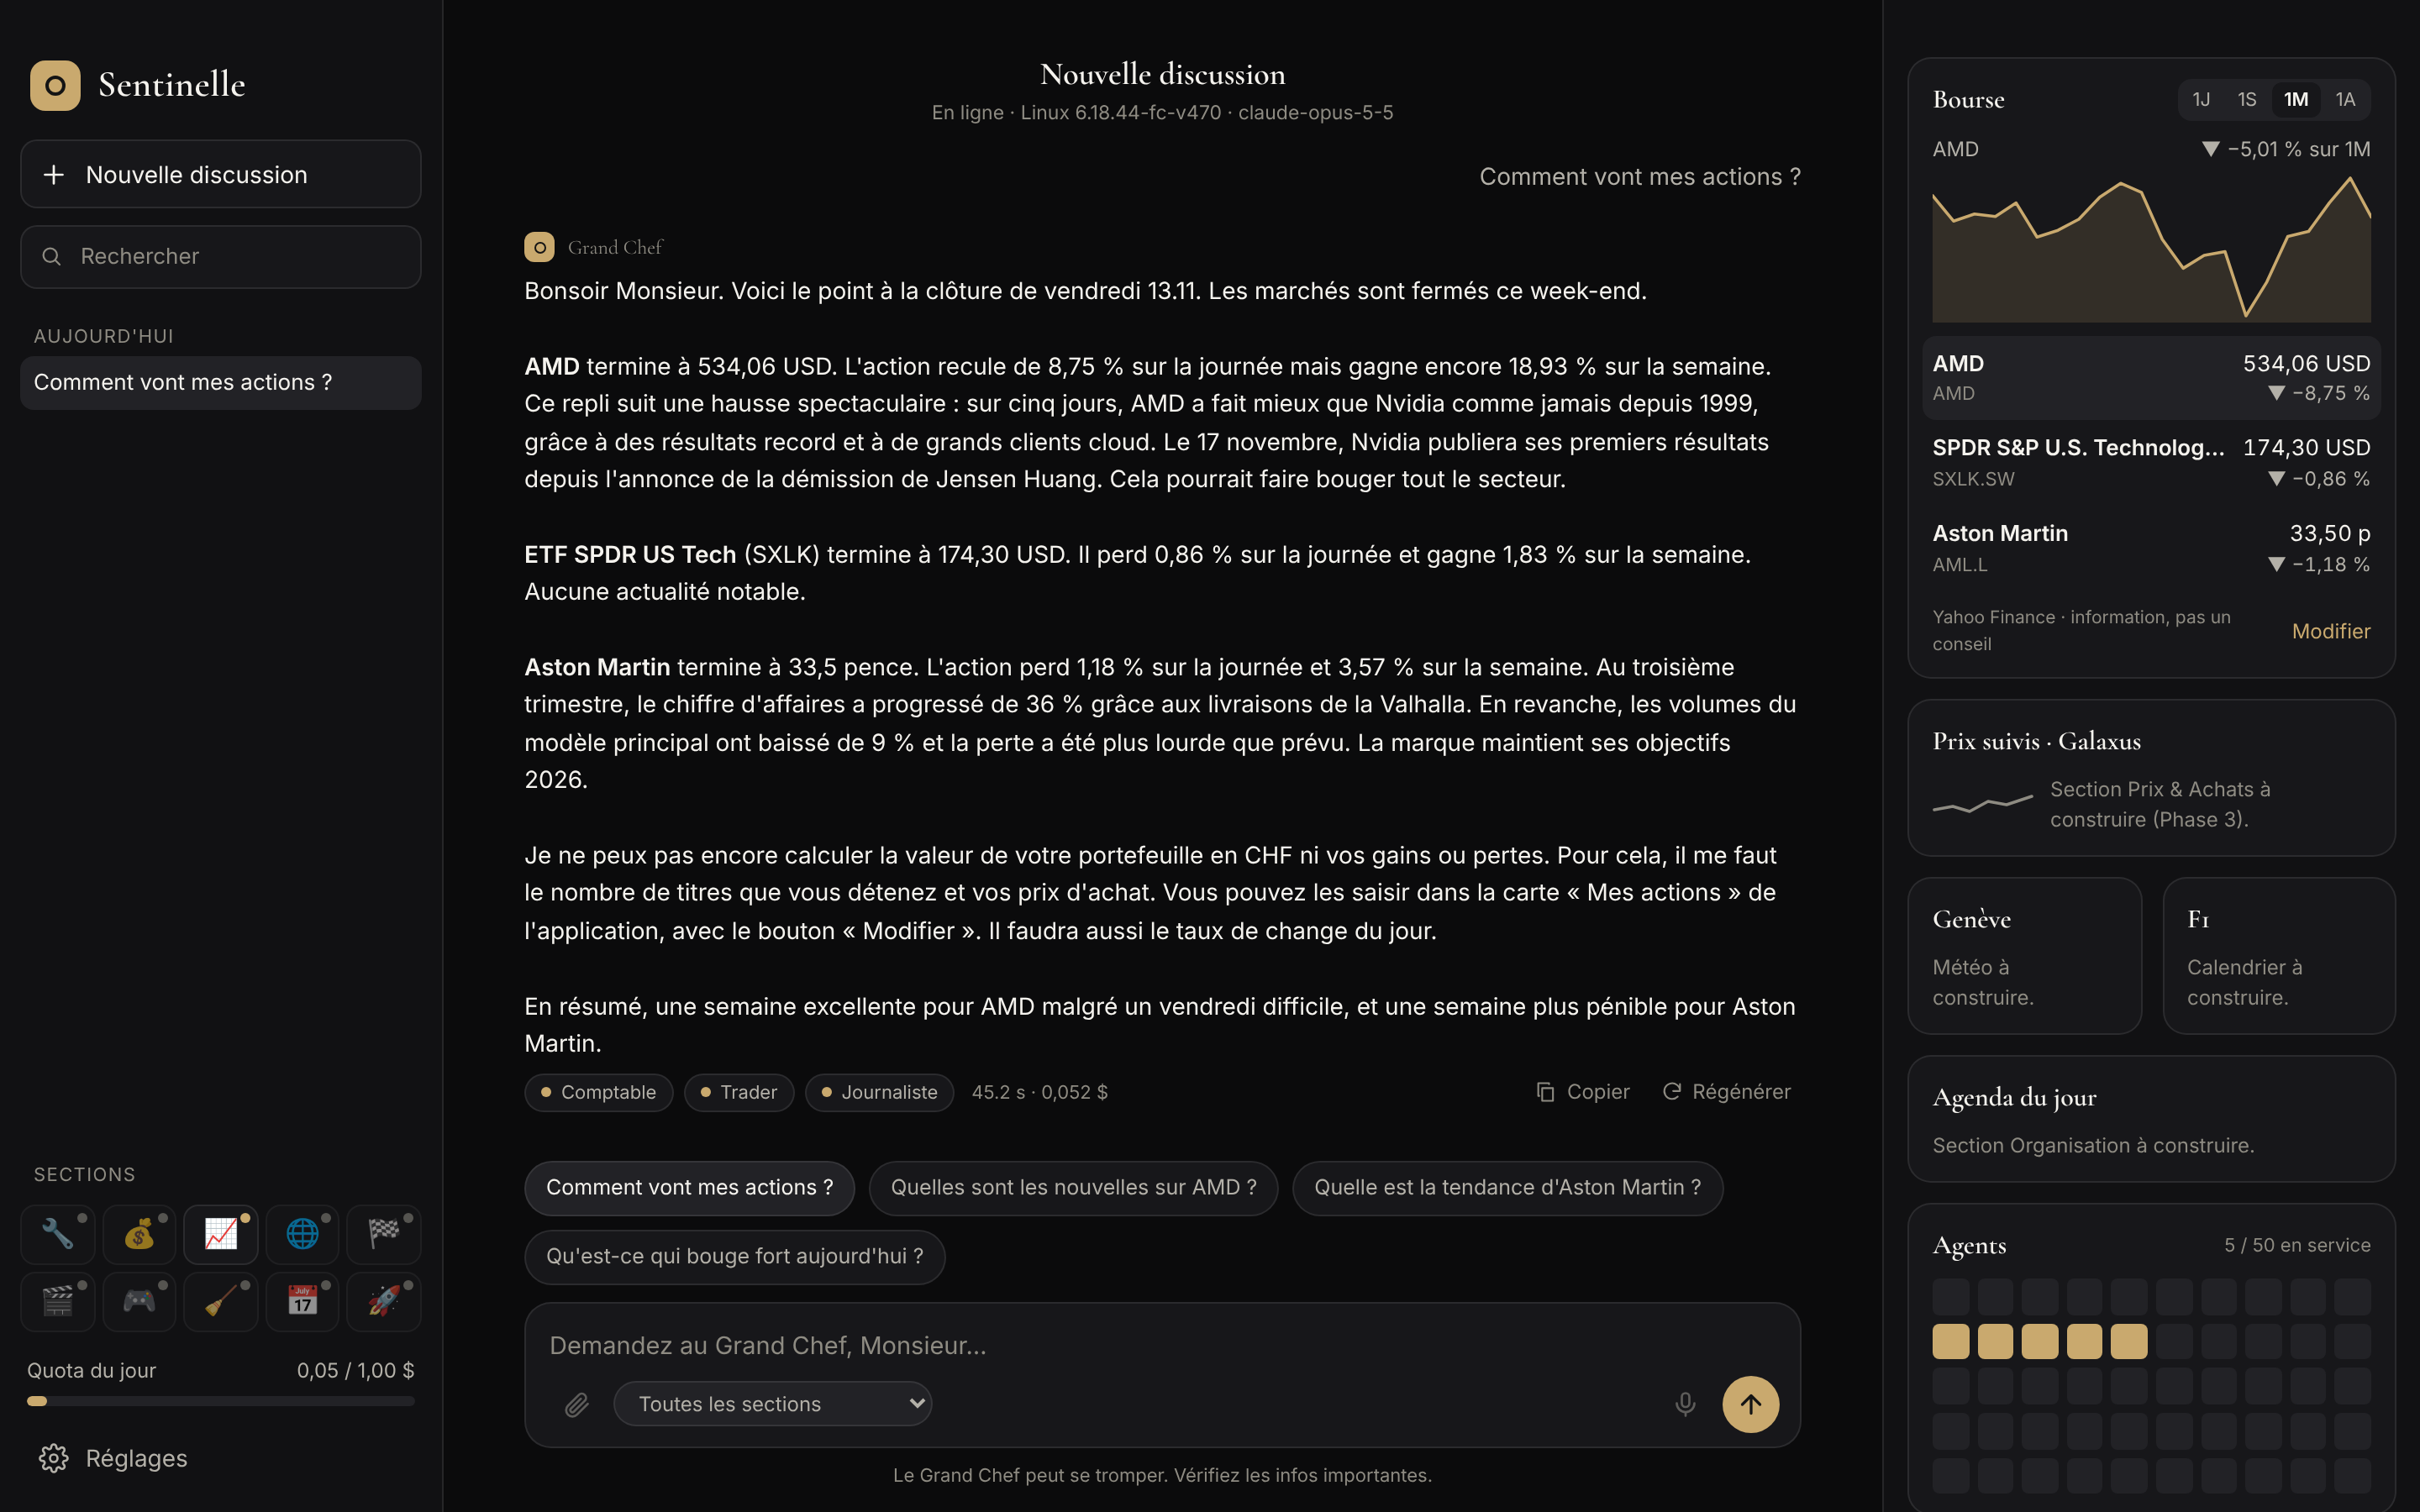 Sentinelle
Nouvelle discussion
Rechercher
AUJOURD'HUI
Comment vont mes actions ?
SECTIONS
July
17
Quota du jour
0,05 / 1,00 $
Réglages
Nouvelle discussion
En ligne · Linux 6.18.44-fc-v470 · claude-opus-5-5
Comment vont mes actions ?
Grand Chef
Bonsoir Monsieur. Voici le point à la clôture de vendredi 13.11. Les marchés sont fermés ce week-end.
AMD termine à 534,06 USD. L'action recule de 8,75 % sur la journée mais gagne encore 18,93 % sur la semaine.
Ce repli suit une hausse spectaculaire : sur cinq jours, AMD a fait mieux que Nvidia comme jamais depuis 1999,
grâce à des résultats record et à de grands clients cloud. Le 17 novembre, Nvidia publiera ses premiers résultats
depuis l'annonce de la démission de Jensen Huang. Cela pourrait faire bouger tout le secteur.
ETF SPDR US Tech (SXLK) termine à 174,30 USD. Il perd 0,86 % sur la journée et gagne 1,83 % sur la semaine.
Aucune actualité notable.
Aston Martin termine à 33,5 pence. L'action perd 1,18 % sur la journée et 3,57 % sur la semaine. Au troisième
trimestre, le chiffre d'affaires a progressé de 36 % grâce aux livraisons de la Valhalla. En revanche, les volumes du
modèle principal ont baissé de 9 % et la perte a été plus lourde que prévu. La marque maintient ses objectifs
2026.
Je ne peux pas encore calculer la valeur de votre portefeuille en CHF ni vos gains ou pertes. Pour cela, il me faut
le nombre de titres que vous détenez et vos prix d'achat. Vous pouvez les saisir dans la carte « Mes actions » de
l'application, avec le bouton « Modifier ». Il faudra aussi le taux de change du jour.
En résumé, une semaine excellente pour AMD malgré un vendredi difficile, et une semaine plus pénible pour Aston
Martin.
Comptable
Trader
Journaliste
45.2 s · 0,052 $
Copier
Régénérer
Comment vont mes actions ?
Quelles sont les nouvelles sur AMD ?
Quelle est la tendance d'Aston Martin ?
Qu'est-ce qui bouge fort aujourd'hui ?
Demandez au Grand Chef, Monsieur...
Toutes les sections
Le Grand Chef peut se tromper. Vérifiez les infos importantes.
Bourse
1J 1S 1M 1A
AMD
▼ −5,01 % sur 1M
AMD
534,06 USD
AMD
▼ −8,75 %
SPDR S&P U.S. Technolog...
174,30 USD
SXLK.SW
▼ −0,86 %
Aston Martin
33,50 p
AML.L
▼ −1,18 %
Yahoo Finance · information, pas un
conseil
Modifier
Prix suivis · Galaxus
Section Prix & Achats à
construire (Phase 3).
Genève
Météo à
construire.
F1
Calendrier à
construire.
Agenda du jour
Section Organisation à construire.
Agents
5 / 50 en service